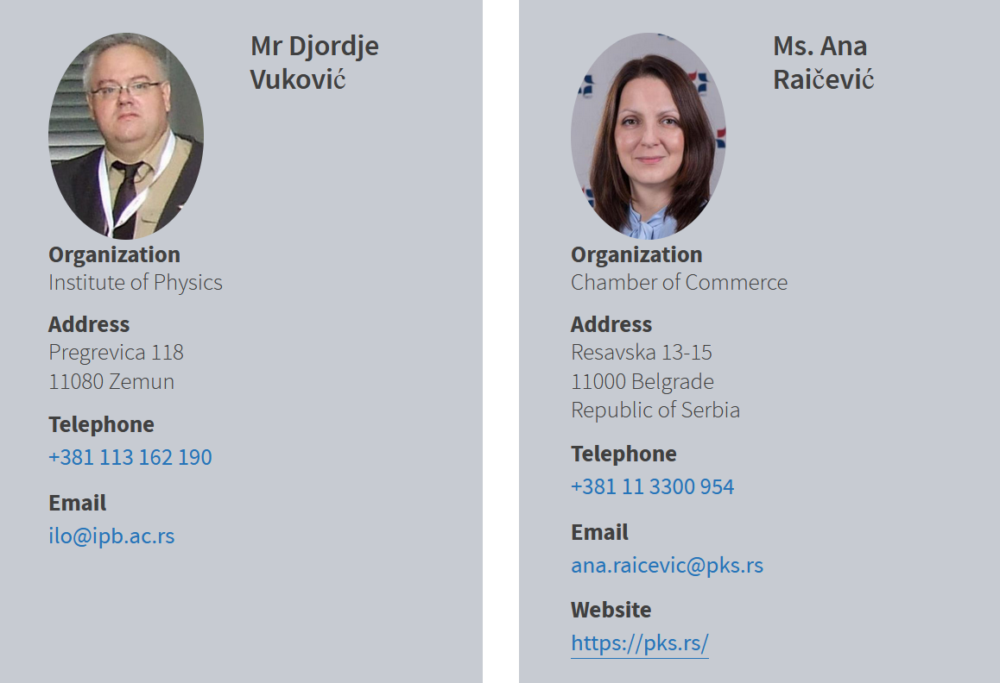 Mr Djordje
Vuković
Organization
Institute of Physics
Address
Pregrevica 118
11080 Zemun
Telephone
+381 113 162 190
Email
ilo@ipb.ac.rs
Ms. Ana
Raičević
Organization
Chamber of Commerce
Address
Resavska 13-15
11000 Belgrade
Republic of Serbia
Telephone
+381 11 3300 954
Email
ana.raicevic@pks.rs
Website
https://pks.rs/